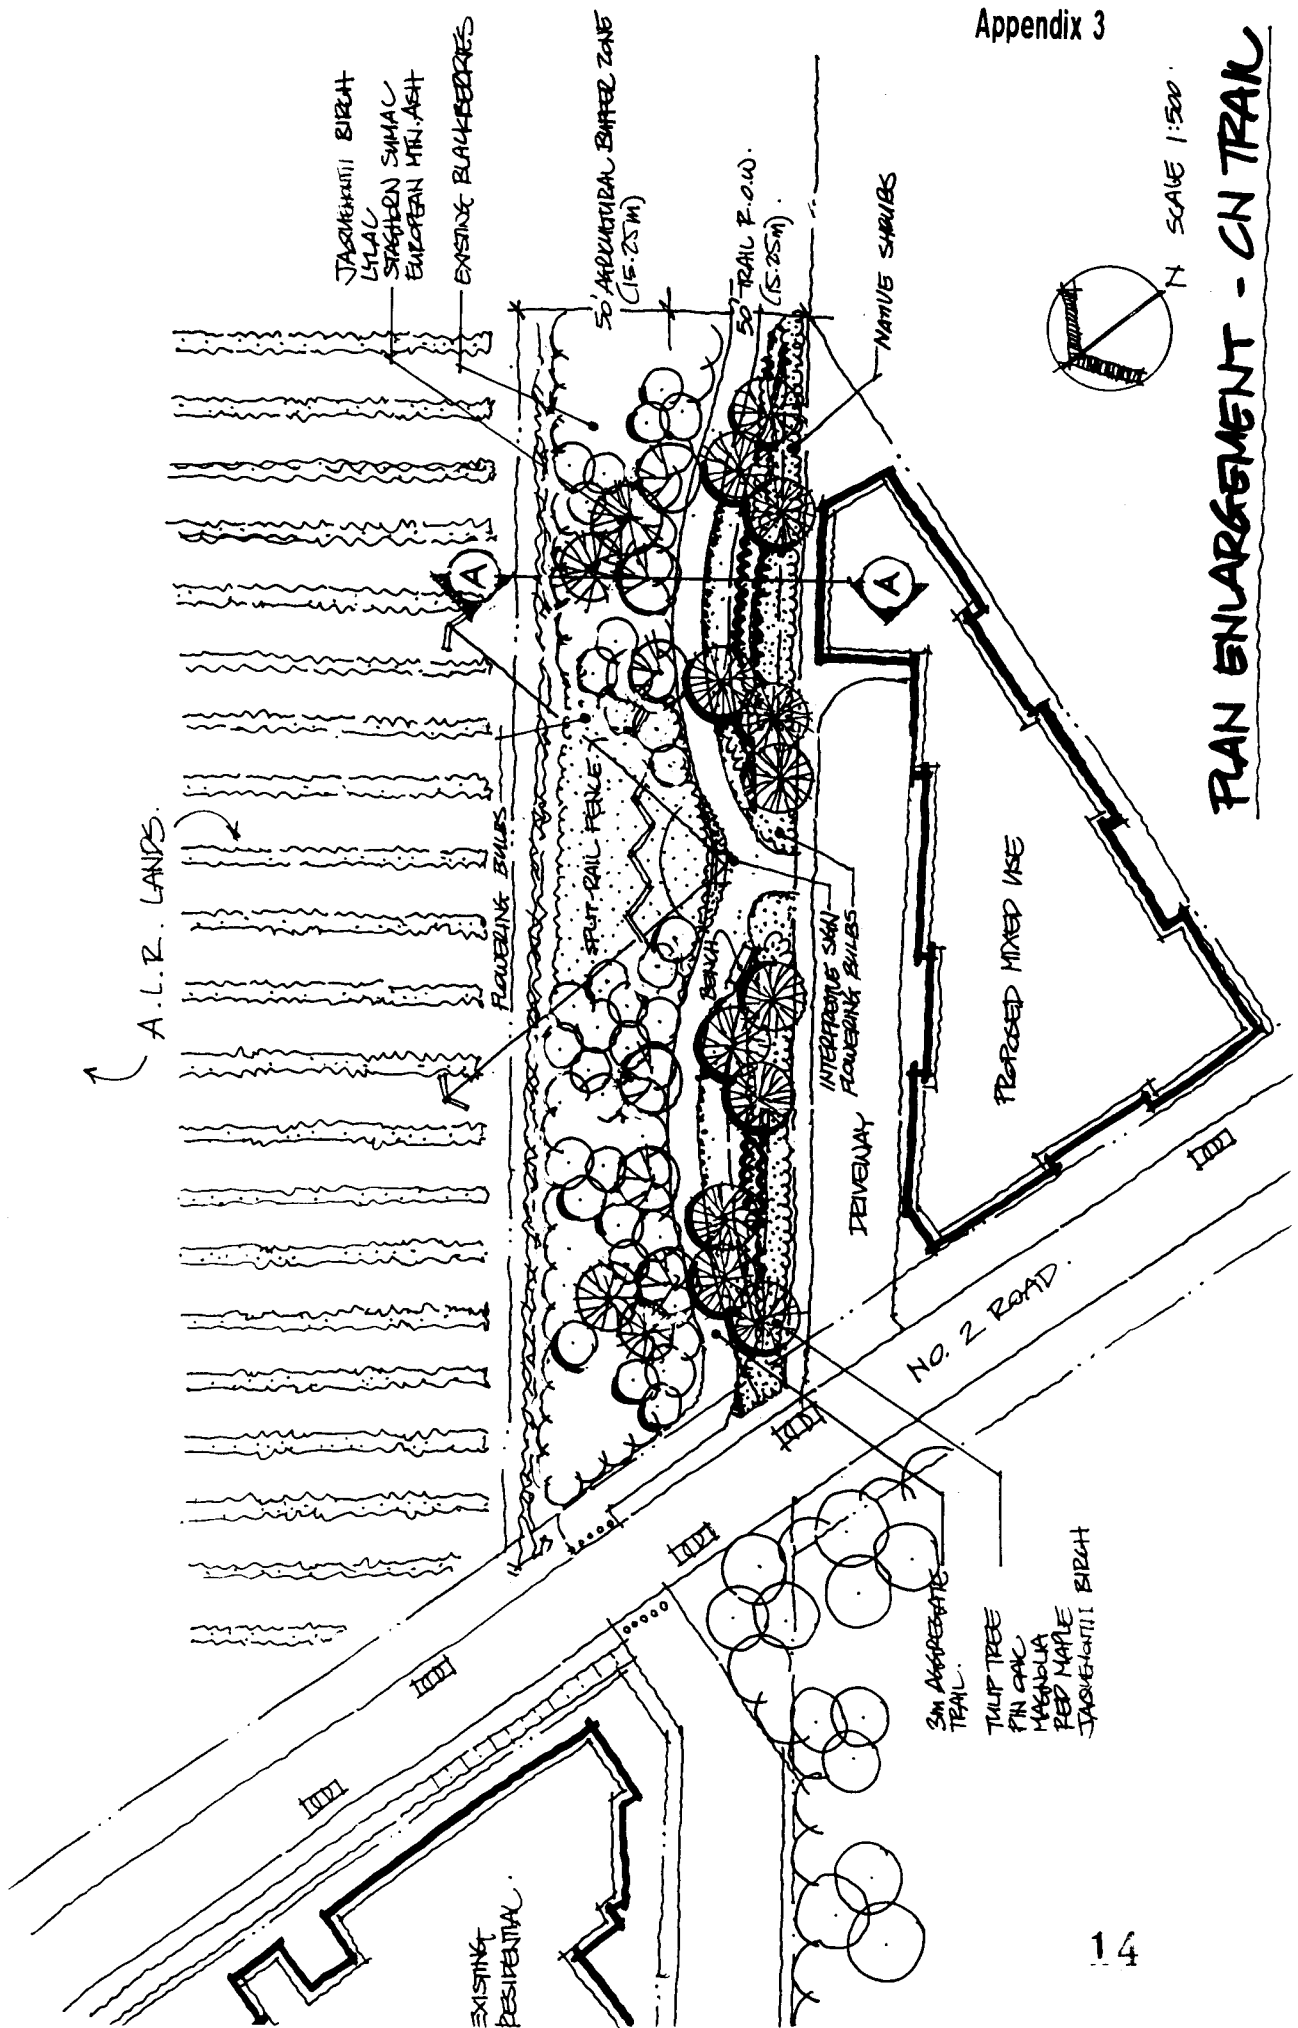 Appendix 3
JAQUEMONTII BIRCH
LYLAC
STAGHORN SUMAC
EUROPEAN MTN. ASH
EXISTING BLACKBERRIES
50' AGRICULTURAL BUFFER ZONE
(15.25m)
50' TRAIL R.O.W.
(15.25m).
NATIVE SHRUBS
N
SCALE 1:500.
PLAN ENLARGEMENT - CN TRAIL
A.L.R. LANDS.
FLOWERING BULBS
SPLIT RAIL FENCE
BENCH
A
A
INTERPRETIVE SIGN
FLOWERING BULBS
DRIVEWAY
PROPOSED MIXED USE
NO. 2 ROAD.
3m AGGREGATE
TRAIL.
TULIP TREE
PIN OAK
MAGNOLIA
RED MAPLE
JAQUEMONTII BIRCH
EXISTING
RESIDENTIAL.
14